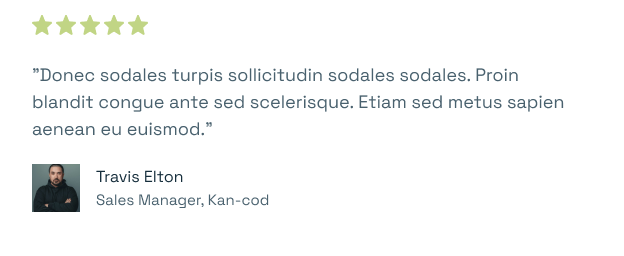 ”Donec sodales turpis sollicitudin sodales sodales. Proin
blandit congue ante sed scelerisque. Etiam sed metus sapien
aenean eu euismod.”
Travis Elton
Sales Manager, Kan-cod